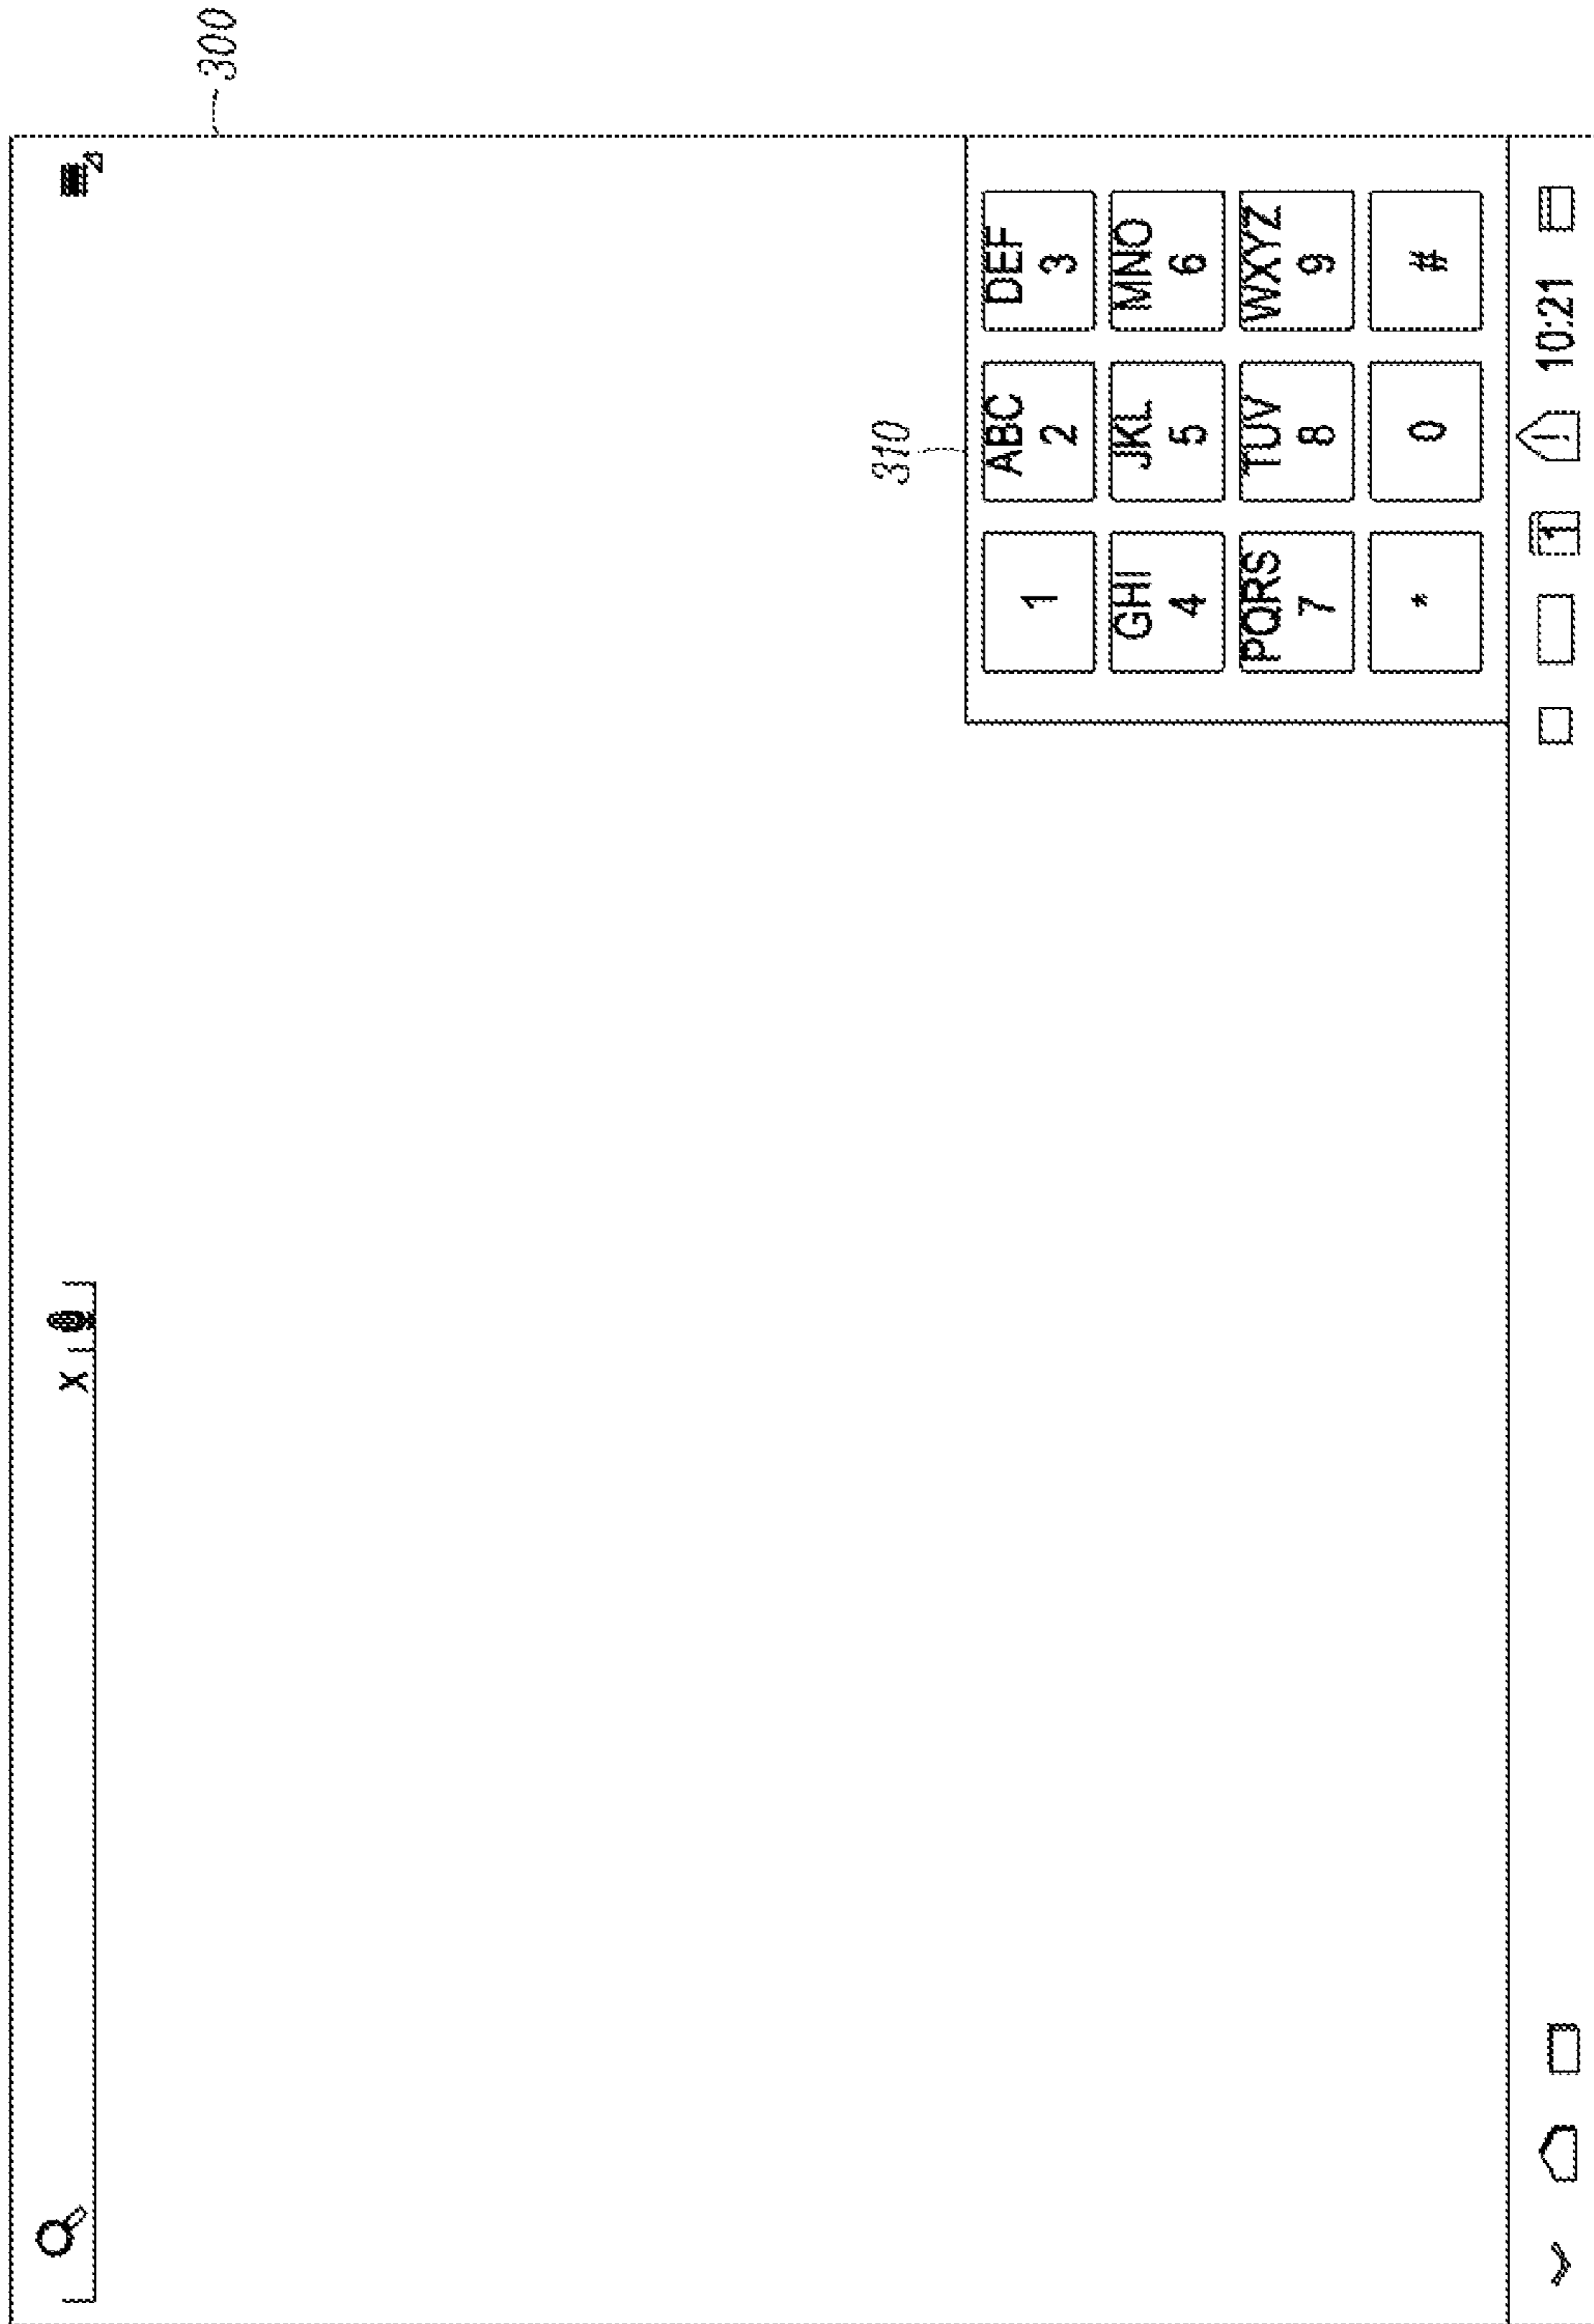 300
X
310
1 ABC DEF
2 3
GHI JKL MNO
4 5 6
PQRS TUV WXYZ
7 8 9
* 0 #
1 ! 10:21